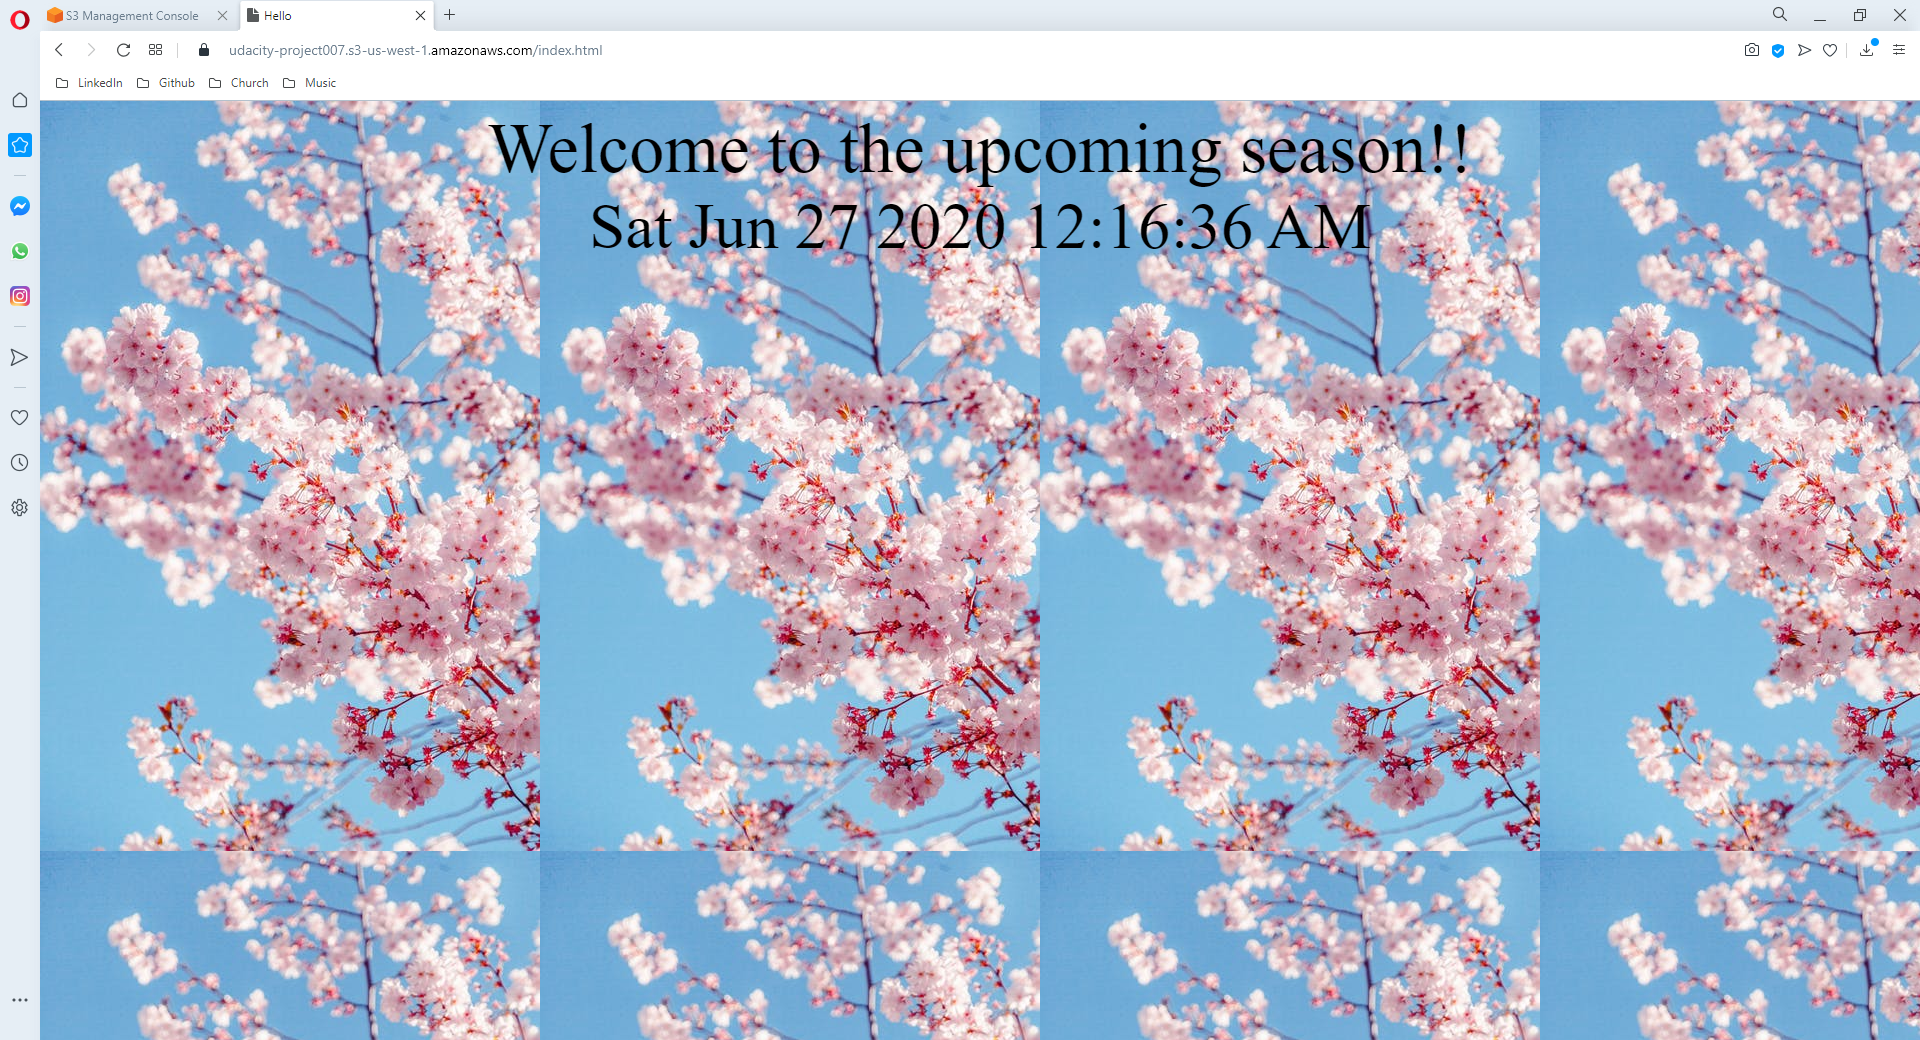 S3 Management Console
Hello
udacity-project007.s3-us-west-1.amazonaws.com/index.html
LinkedIn
Github
Church
Music
Welcome to the upcoming season!!
Sat Jun 27 2020 12:16:36 AM